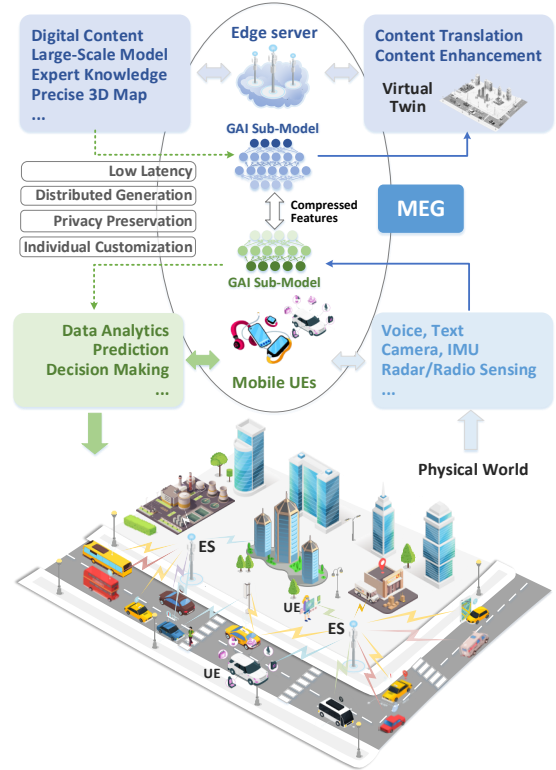 Digital Content
Large-Scale Model
Expert Knowledge
Precise 3D Map
...
Edge server
Content Translation
Content Enhancement
Virtual
Twin
GAI Sub-Model
Low Latency
Distributed Generation
Privacy Preservation
Individual Customization
Compressed
Features
MEG
GAI Sub-Model
Data Analytics
Prediction
Decision Making
...
Mobile UEs
Voice, Text
Camera, IMU
Radar/Radio Sensing
...
Physical World
ES
UE
ES
UE